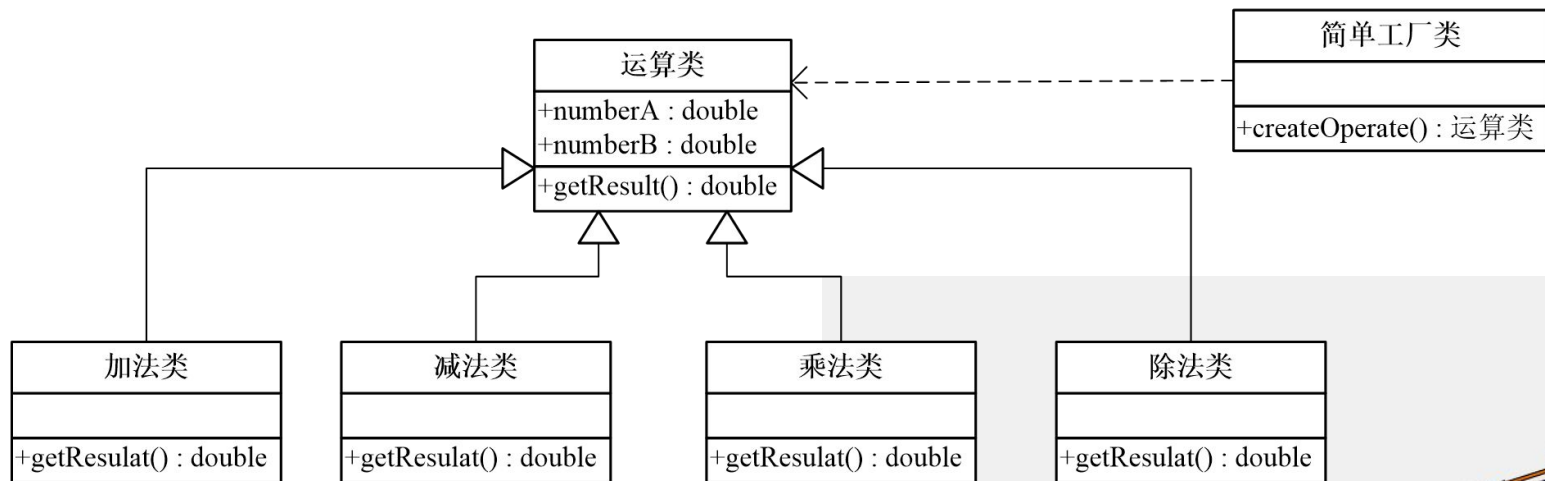 简单工厂类
+createOperate() : 运算类
运算类
+numberA : double
+numberB : double
+getResult() : double
加法类
+getResulat() : double
减法类
+getResulat() : double
乘法类
+getResulat() : double
除法类
+getResulat() : double